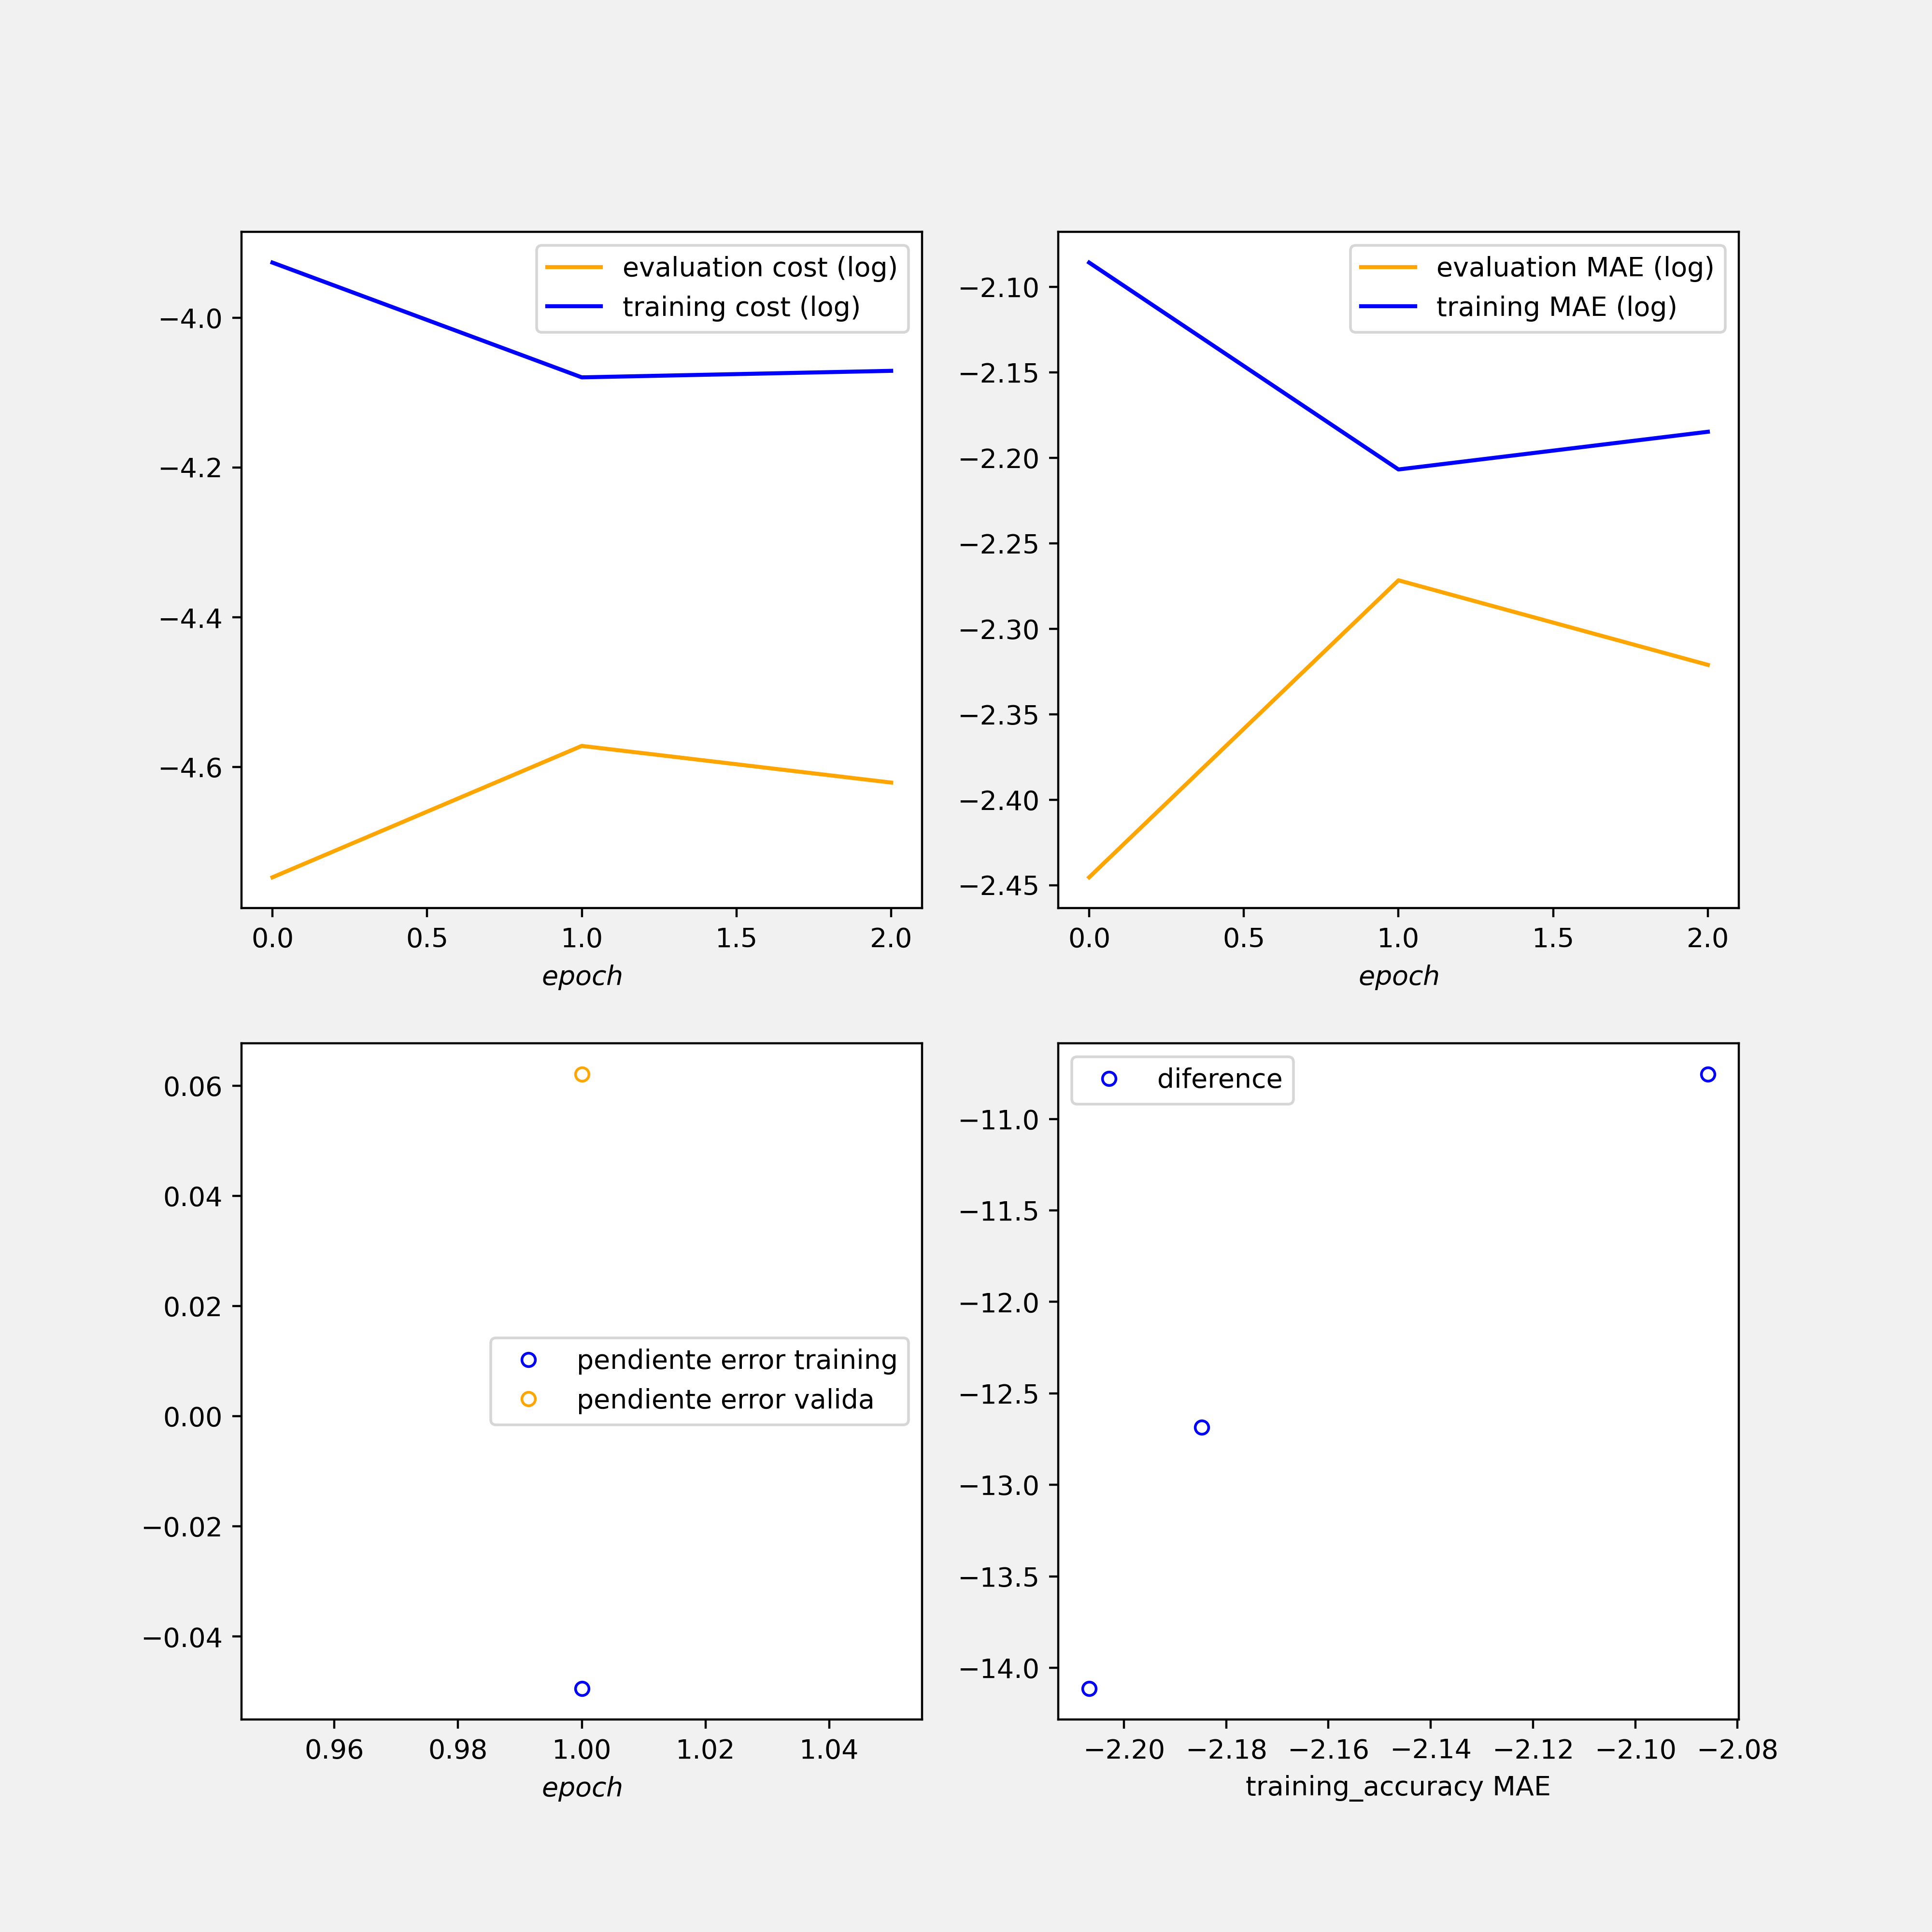 evaluation cost (log)
training cost (log)
−4.0
−4.2
−4.4
−4.6
0.0 0.5 1.0 1.5 2.0
epoch
evaluation MAE (log)
training MAE (log)
−2.10
−2.15
−2.20
−2.25
−2.30
−2.35
−2.40
−2.45
0.0 0.5 1.0 1.5 2.0
epoch
0.06
0.04
0.02
0.00
−0.02
−0.04
pendiente error training
pendiente error valida
0.96 0.98 1.00 1.02 1.04
epoch
diference
−11.0
−11.5
−12.0
−12.5
−13.0
−13.5
−14.0
−2.20 −2.18 −2.16 −2.14 −2.12 −2.10 −2.08
training_accuracy MAE